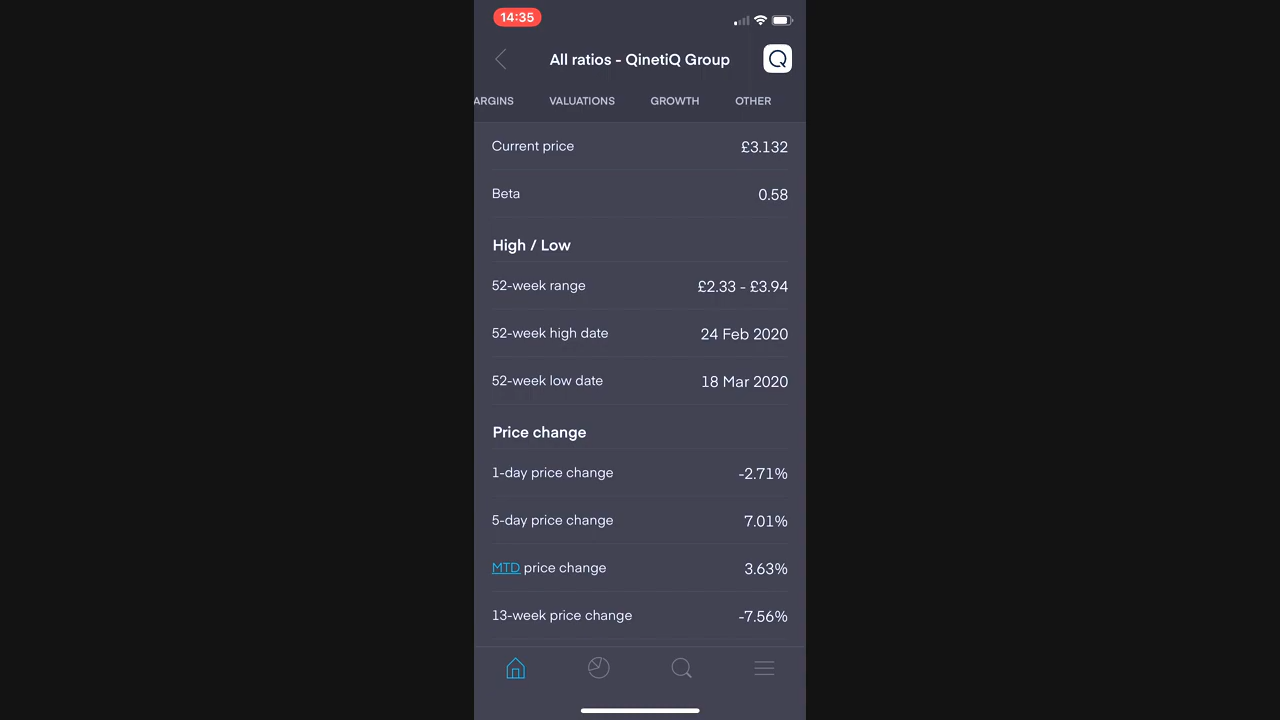 14:35
All ratios - QinetiQ Group
ARGINS VALUATIONS GROWTH OTHER
Current price £3.132
Beta 0.58
High / Low
52-week range £2.33 - £3.94
52-week high date 24 Feb 2020
52-week low date 18 Mar 2020
Price change
1-day price change -2.71%
5-day price change 7.01%
MTD price change 3.63%
13-week price change -7.56%